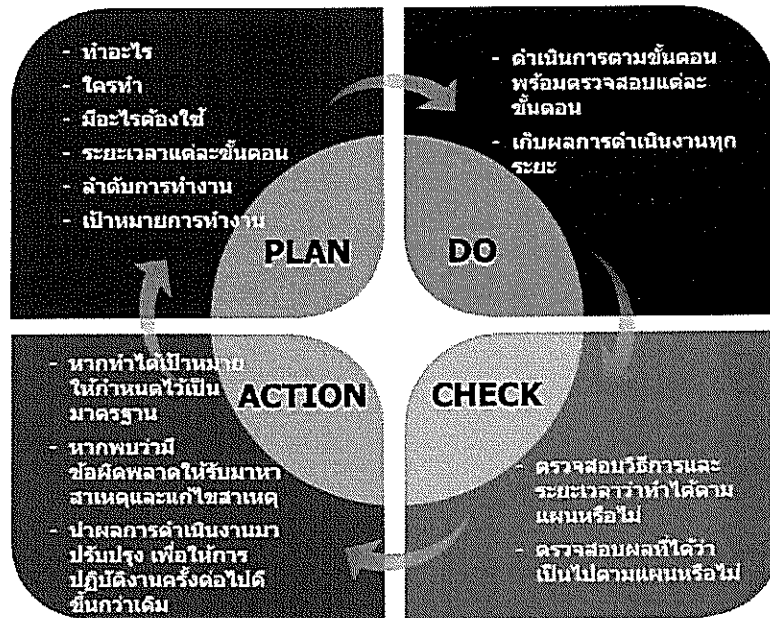 - ทำอะไร
- ใครทำ
- มีอะไรต้องใช้
- ระยะเวลาแต่ละขั้นตอน
- ลำดับการทำงาน
- เป้าหมายการทำงาน
PLAN
- ดำเนินการตามขั้นตอน
พร้อมตรวจสอบแต่ละ
ขั้นตอน
- เก็บผลการดำเนินงานทุก
ระยะ
DO
- หากทำได้เป้าหมาย
ให้กำหนดไว้เป็น
มาตรฐาน
- หากพบว่ามี
ข้อผิดพลาดให้รีบมาหา
สาเหตุและแก้ไขสาเหตุ
- นำผลการดำเนินงานมา
ปรับปรุง เพื่อให้การ
ปฏิบัติงานครั้งต่อไปดี
ขึ้นกว่าเดิม
ACTION
CHECK
- ตรวจสอบวิธีการและ
ระยะเวลาว่าทำได้ตาม
แผนหรือไม่
- ตรวจสอบผลที่ได้ว่า
เป็นไปตามแผนหรือไม่